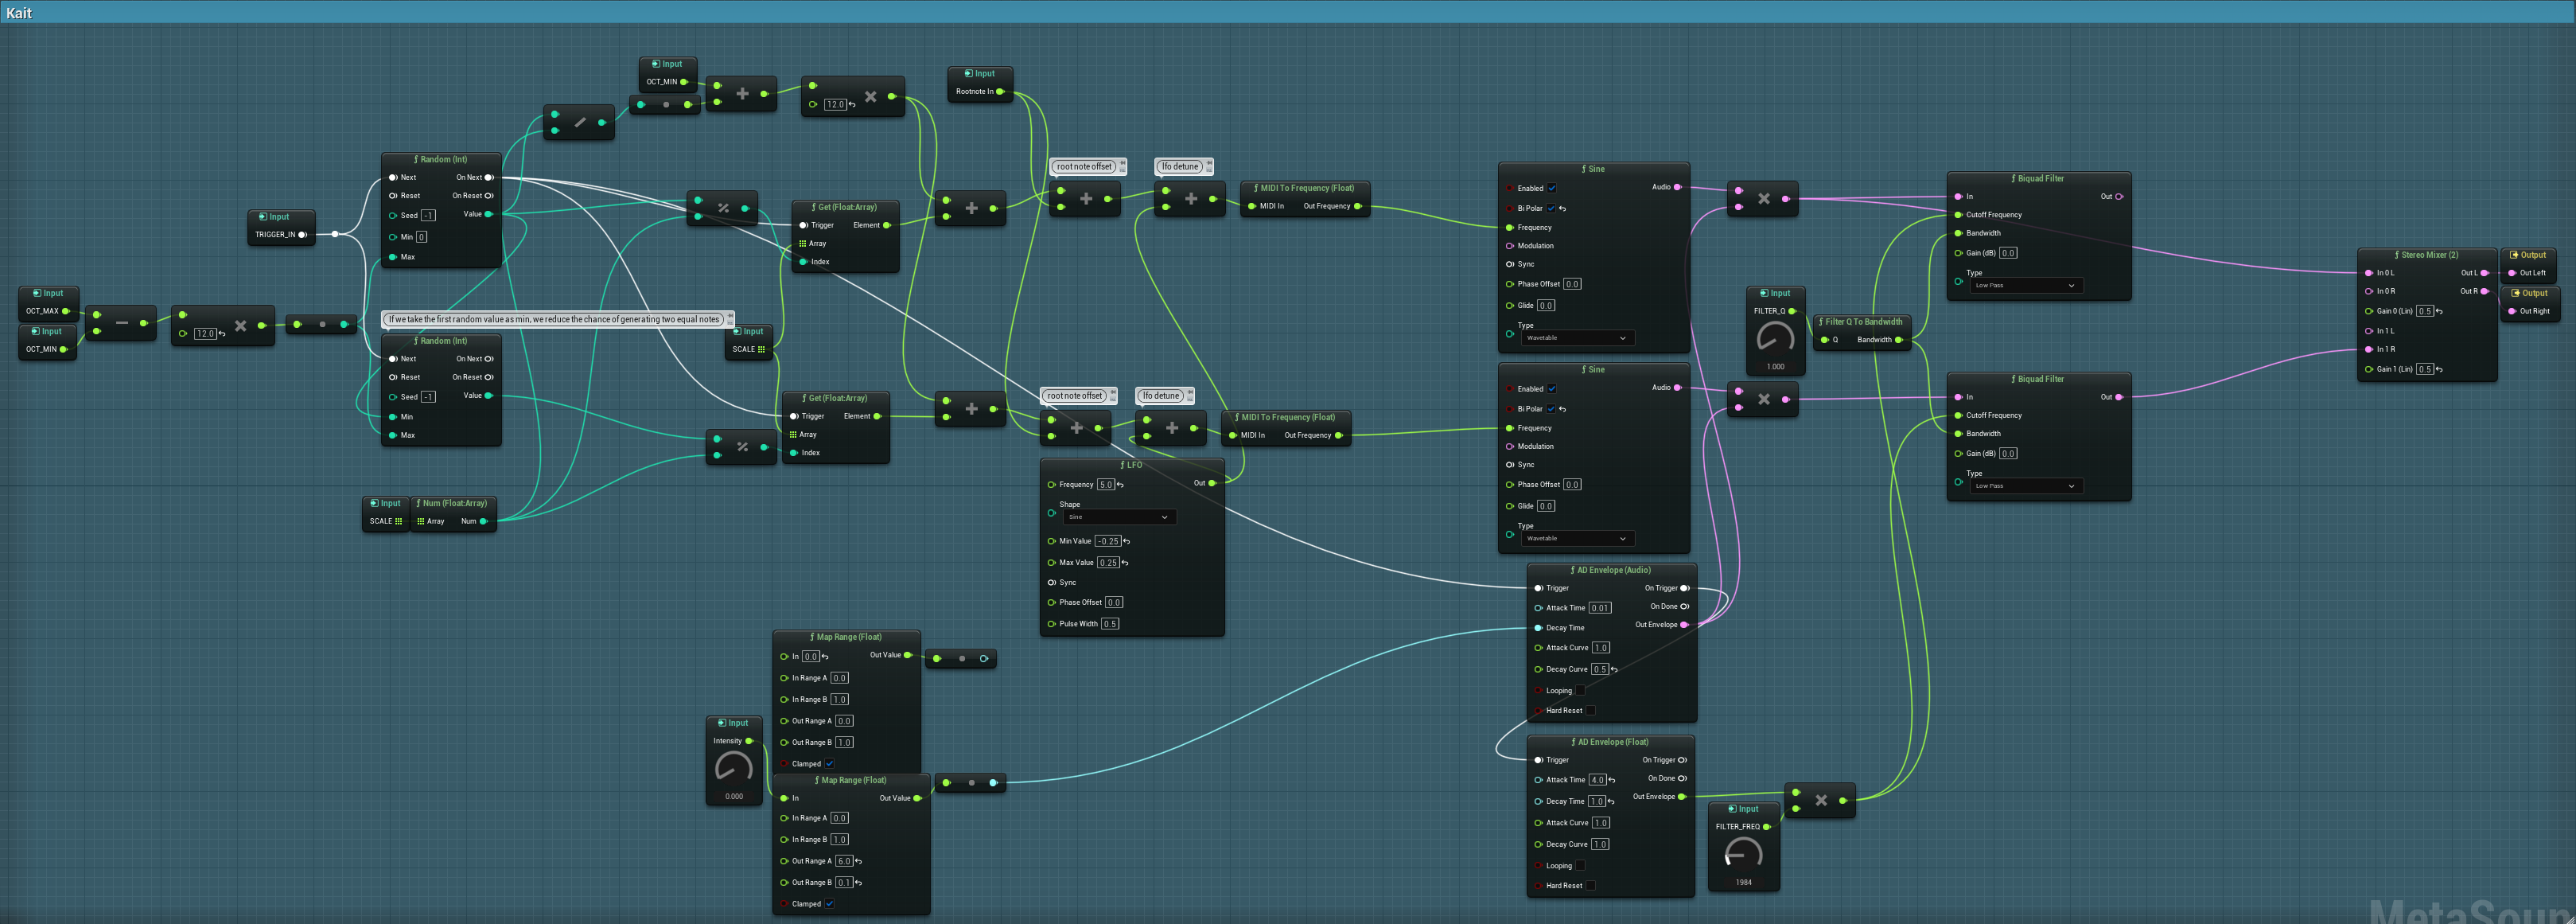 Kait
Input
OCT_MIN
12.0
Input
Rootnote In
Random (Int)
Next
On Next
Reset
On Reset
Seed -1
Value
Min 0
Max
Input
TRIGGER_IN
Input
OCT_MAX
Input
OCT_MIN
12.0
If we take the first random value as min, we reduce the chance of generating two equal notes
Random (Int)
Next
On Next
Reset
On Reset
Seed -1
Value
Min
Max
Input
SCALE
Num (Float:Array)
Array
Num
Input
SCALE
Get (Float:Array)
Trigger
Element
Array
Index
Get (Float:Array)
Trigger
Element
Array
Index
root note offset
lfo detune
MIDI To Frequency (Float)
MIDI In
Out Frequency
root note offset
lfo detune
MIDI To Frequency (Float)
MIDI In
Out Frequency
LFO
Frequency 5.0
Out
Shape
Sine
Min Value -0.25
Max Value 0.25
Sync
Phase Offset 0.0
Pulse Width 0.5
Map Range (Float)
In 0.0
Out Value
In Range A 0.0
In Range B 1.0
Out Range A 0.0
Out Range B 1.0
Clamped
Input
Intensity
0.000
Map Range (Float)
In
Out Value
In Range A 0.0
In Range B 1.0
Out Range A 6.0
Out Range B 0.1
Clamped
Sine
Enabled
Audio
Bi Polar
Frequency
Modulation
Sync
Phase Offset 0.0
Glide 0.0
Type
Wavetable
Sine
Enabled
Audio
Bi Polar
Frequency
Modulation
Sync
Phase Offset 0.0
Glide 0.0
Type
Wavetable
AD Envelope (Audio)
Trigger
On Trigger
Attack Time 0.01
On Done
Decay Time
Out Envelope
Attack Curve 1.0
Decay Curve 0.5
Looping
Hard Reset
AD Envelope (Float)
Trigger
On Trigger
Attack Time 4.0
On Done
Decay Time 1.0
Out Envelope
Attack Curve 1.0
Decay Curve 1.0
Looping
Hard Reset
Input
FILTER_FREQ
1984
Input
FILTER_Q
1.000
Filter Q To Bandwidth
Q
Bandwidth
Biquad Filter
In
Out
Cutoff Frequency
Bandwidth
Gain (dB) 0.0
Type
Low Pass
Biquad Filter
In
Out
Cutoff Frequency
Bandwidth
Gain (dB) 0.0
Type
Low Pass
Stereo Mixer (2)
In 0 L
Out L
In 0 R
Out R
Gain 0 (Lin) 0.5
In 1 L
In 1 R
Gain 1 (Lin) 0.5
Output
Out Left
Output
Out Right